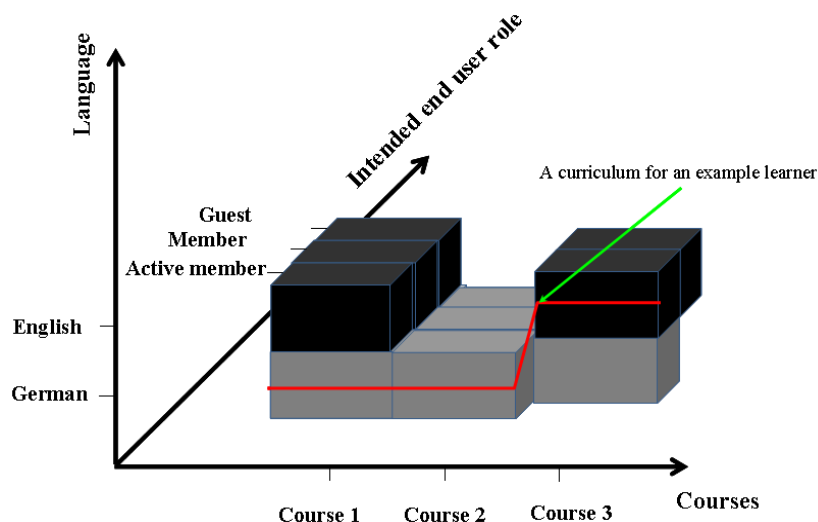 Language
Intended end user role
A curriculum for an example learner
Guest
Member
Active member
English
German
Courses
Course 1
Course 2
Course 3